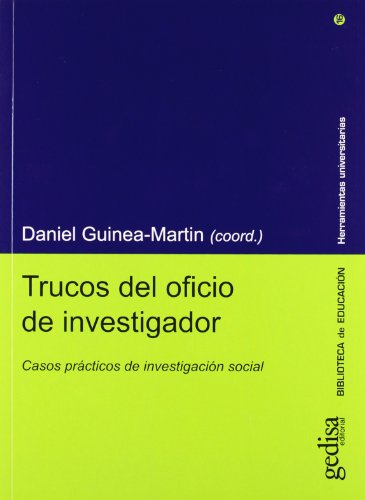 16
Daniel Guinea-Martin (coord.)
Trucos del oficio
de investigador
Casos prácticos de investigación social
Herramientas universitarias
BIBLIOTECA de EDUCACIÓN
gedisa
editorial